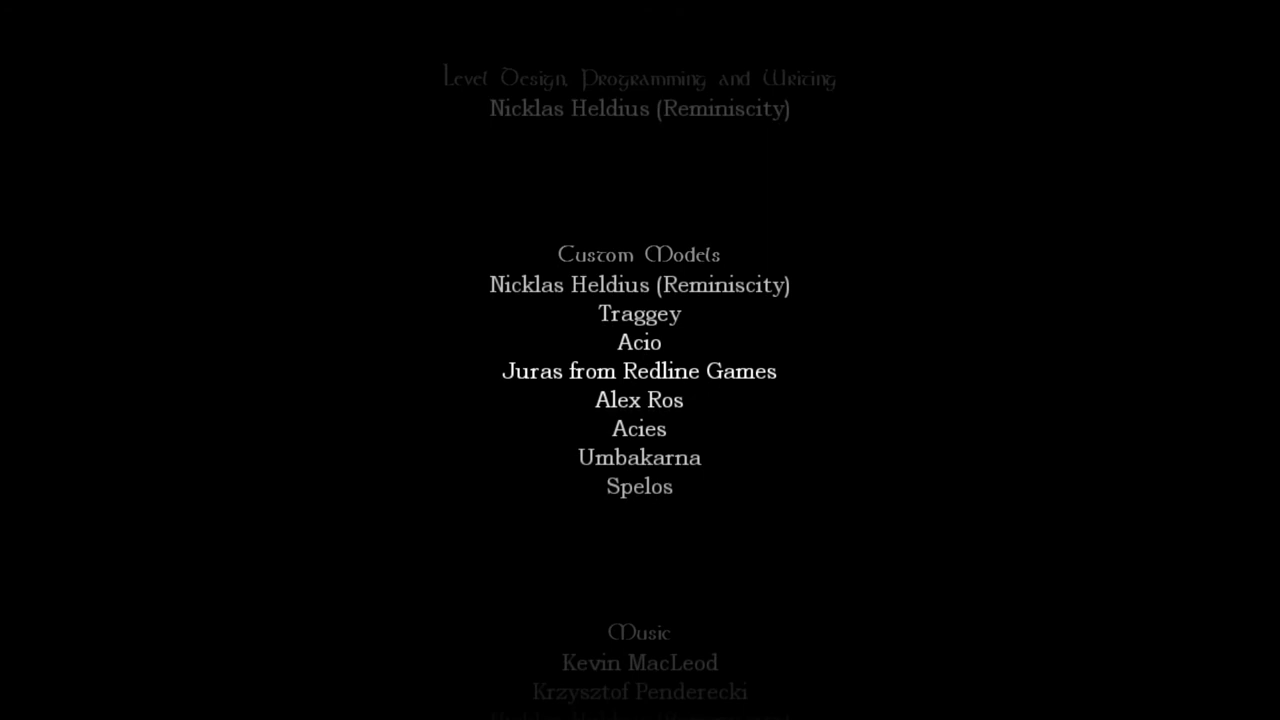 Level Design, Programming and Writing
Nicklas Heldius (Reminiscity)
Custom Models
Nicklas Heldius (Reminiscity)
Traggey
Acio
Juras from Redline Games
Alex Ros
Acies
Umbakarna
Spelos
Music
Kevin MacLeod
Krzysztof Penderecki